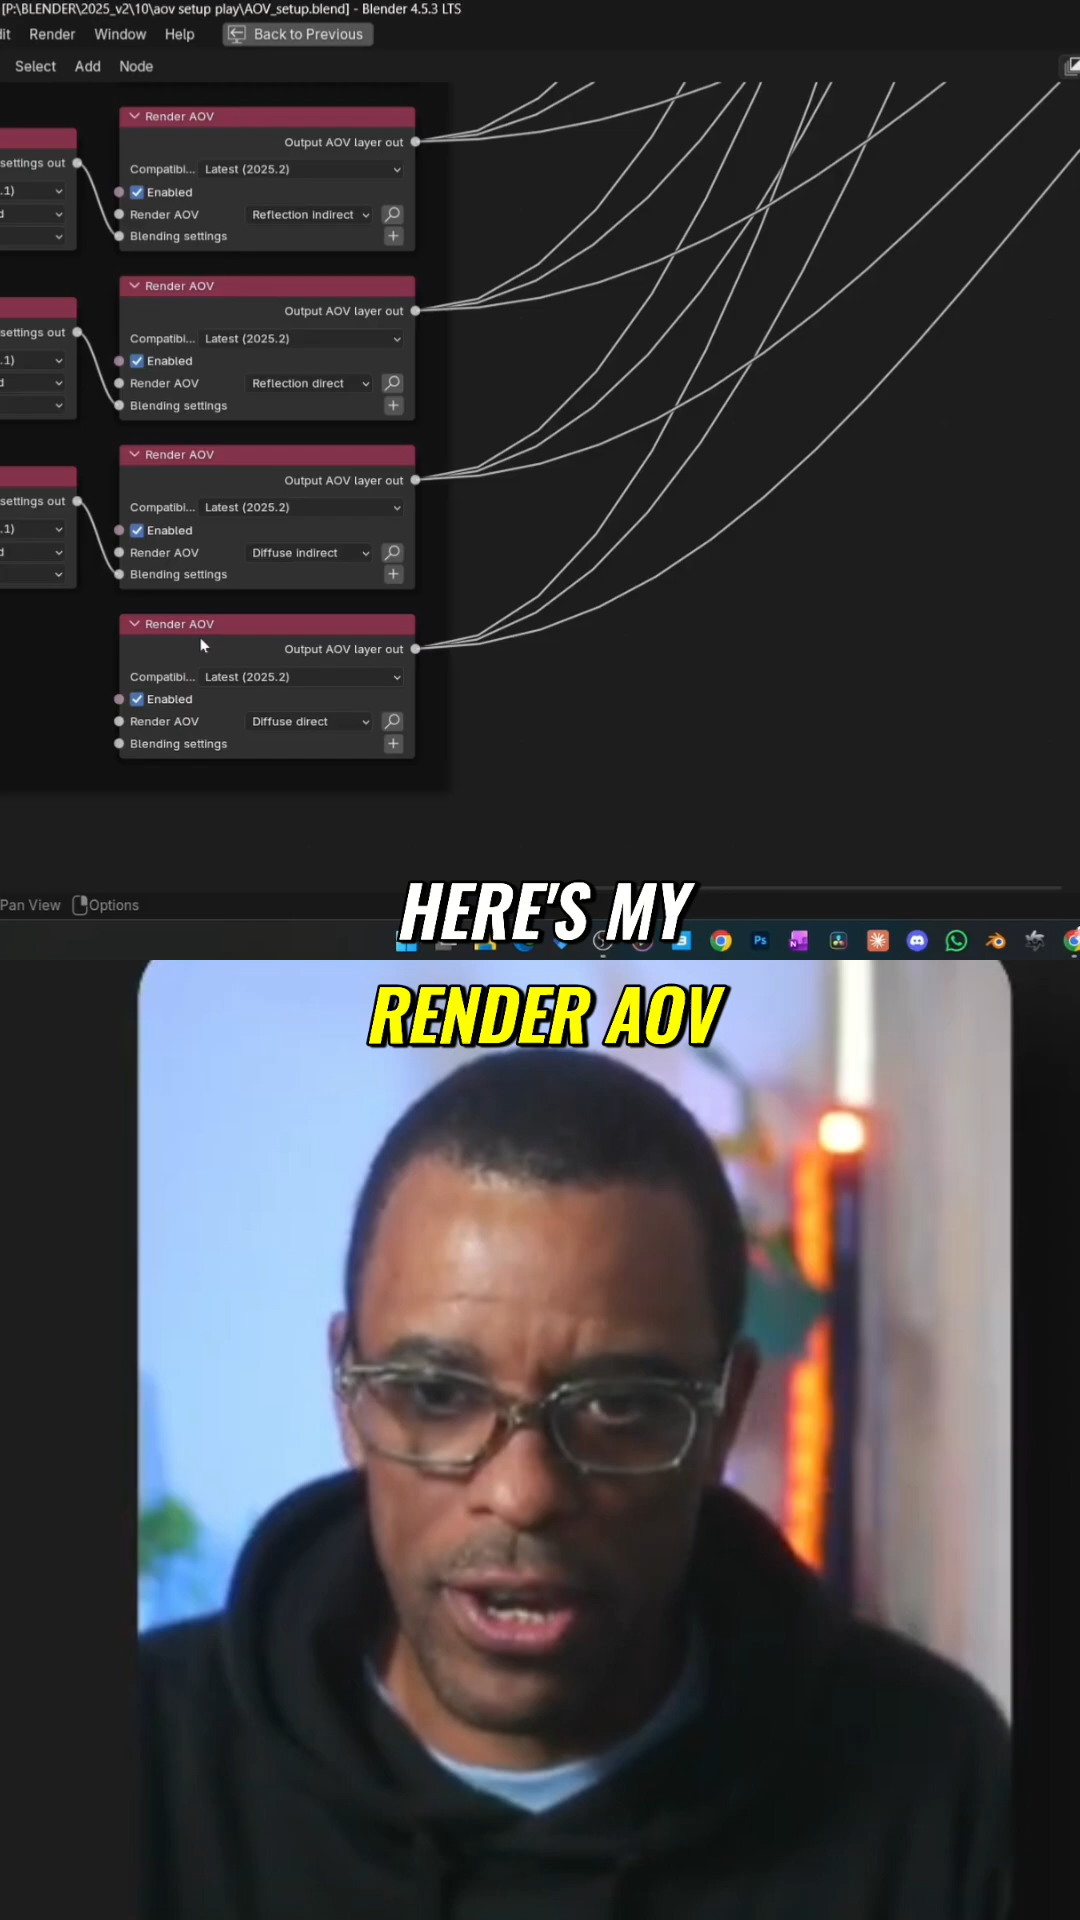 [P:\BLENDER\2025_v2\10\aov setup play\AOV_setup.blend] - Blender 4.5.3 LTS
dit Render Window Help Back to Previous
Select Add Node
Render AOV
Output AOV layer out
settings out
Compatibi... Latest (2025.2)
.1)
Enabled
d
Render AOV Reflection indirect
Blending settings
Render AOV
Output AOV layer out
settings out
Compatibi... Latest (2025.2)
.1)
Enabled
d
Render AOV Reflection direct
Blending settings
Render AOV
Output AOV layer out
settings out
Compatibi... Latest (2025.2)
.1)
Enabled
d
Render AOV Diffuse indirect
Blending settings
Render AOV
Output AOV layer out
Compatibi... Latest (2025.2)
Enabled
Render AOV Diffuse direct
Blending settings
Pan View Options
HERE'S MY
Ps
RENDER AOV